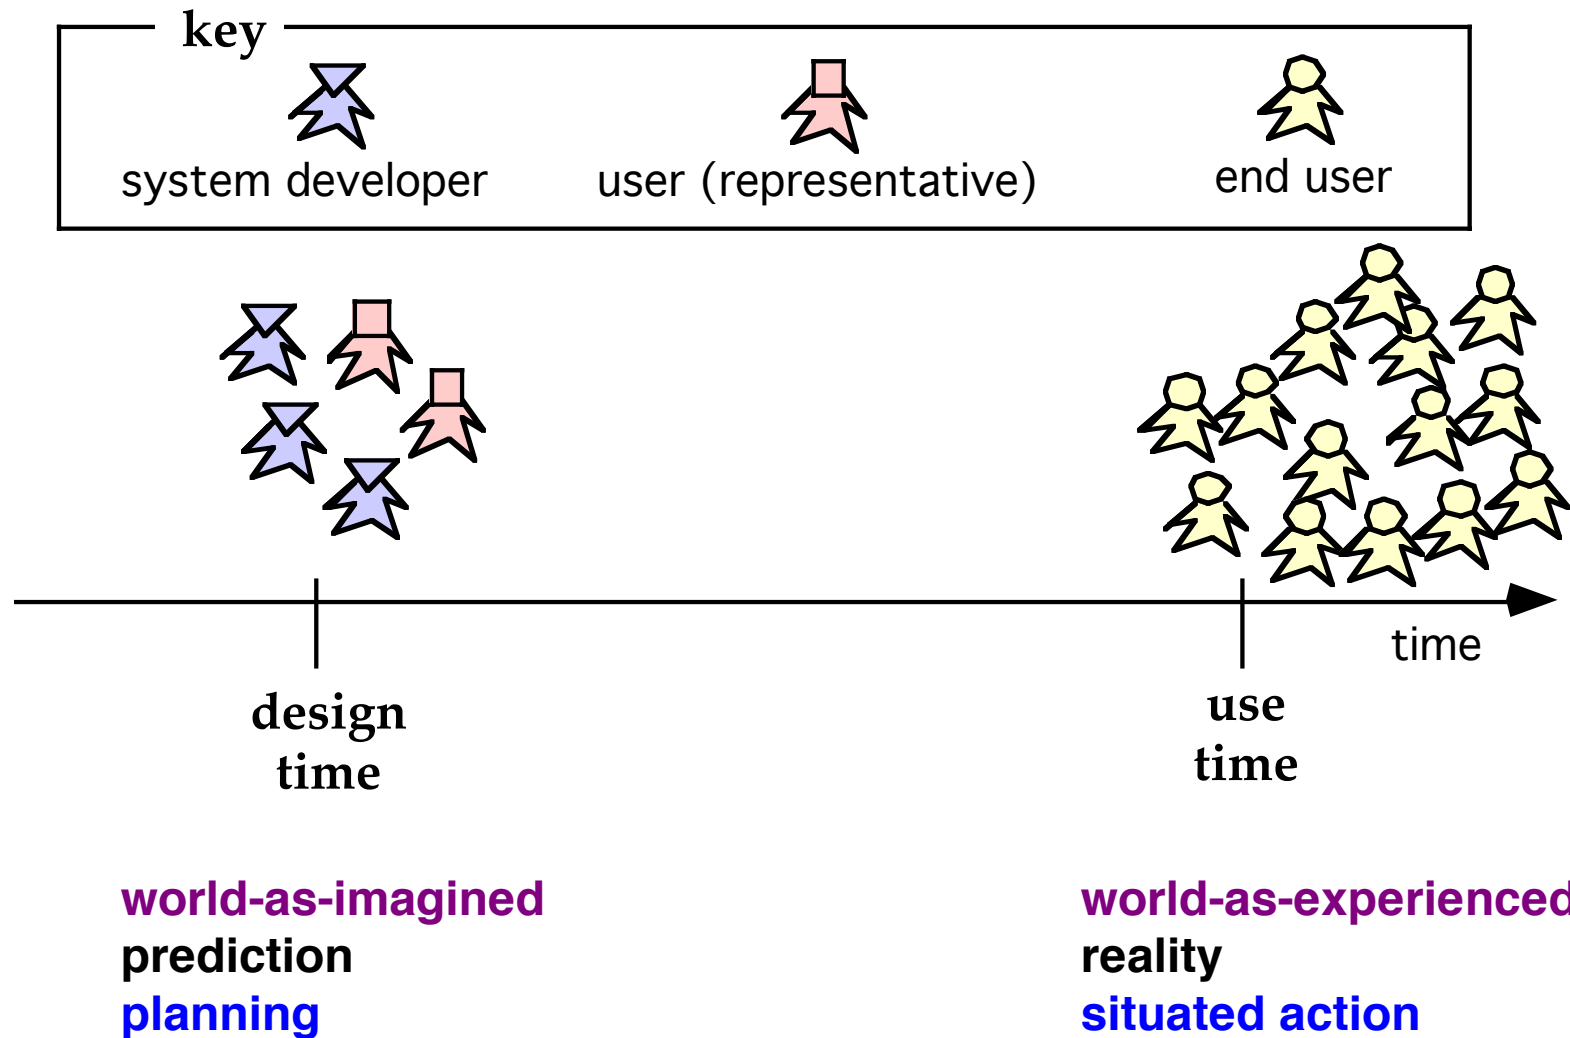 key
system developer
user (representative)
end user
time
design
time
use
time
world-as-imagined
prediction
planning
world-as-experienced
reality
situated action